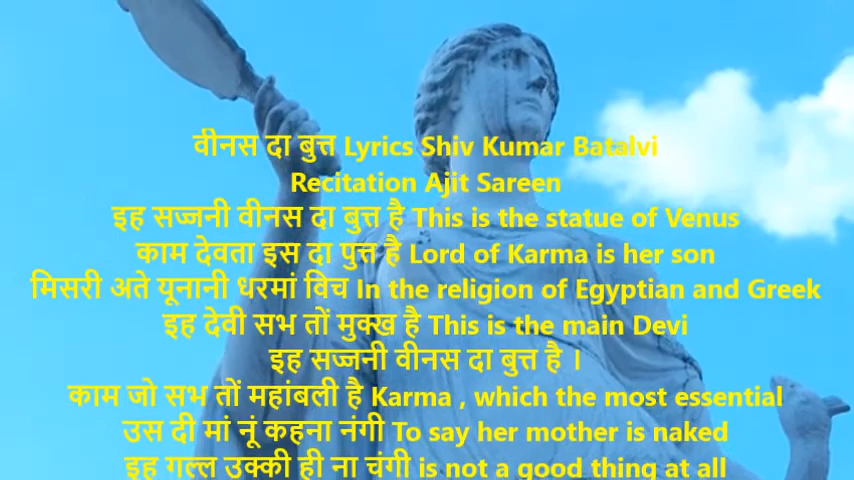 वीनस दा बुत्त Lyrics Shiv Kumar Batalvi
Recitation Ajit Sareen
इह सज्जनी वीनस दा बुत्त है This is the statue of Venus
काम देवता इस दा पुत्त है Lord of Karma is her son
मिसरी अते यूनानी धरमां विच In the religion of Egyptian and Greek
इह देवी सभ तों मुक्ख है This is the main Devi
इह सज्जनी वीनस दा बुत्त है ।
काम जो सभ तों महांबली है Karma , which the most essential
उस दी मां नूं कहना नंगी To say her mother is naked
इह गल्ल उक्की ही ना चंगी is not a good thing at all